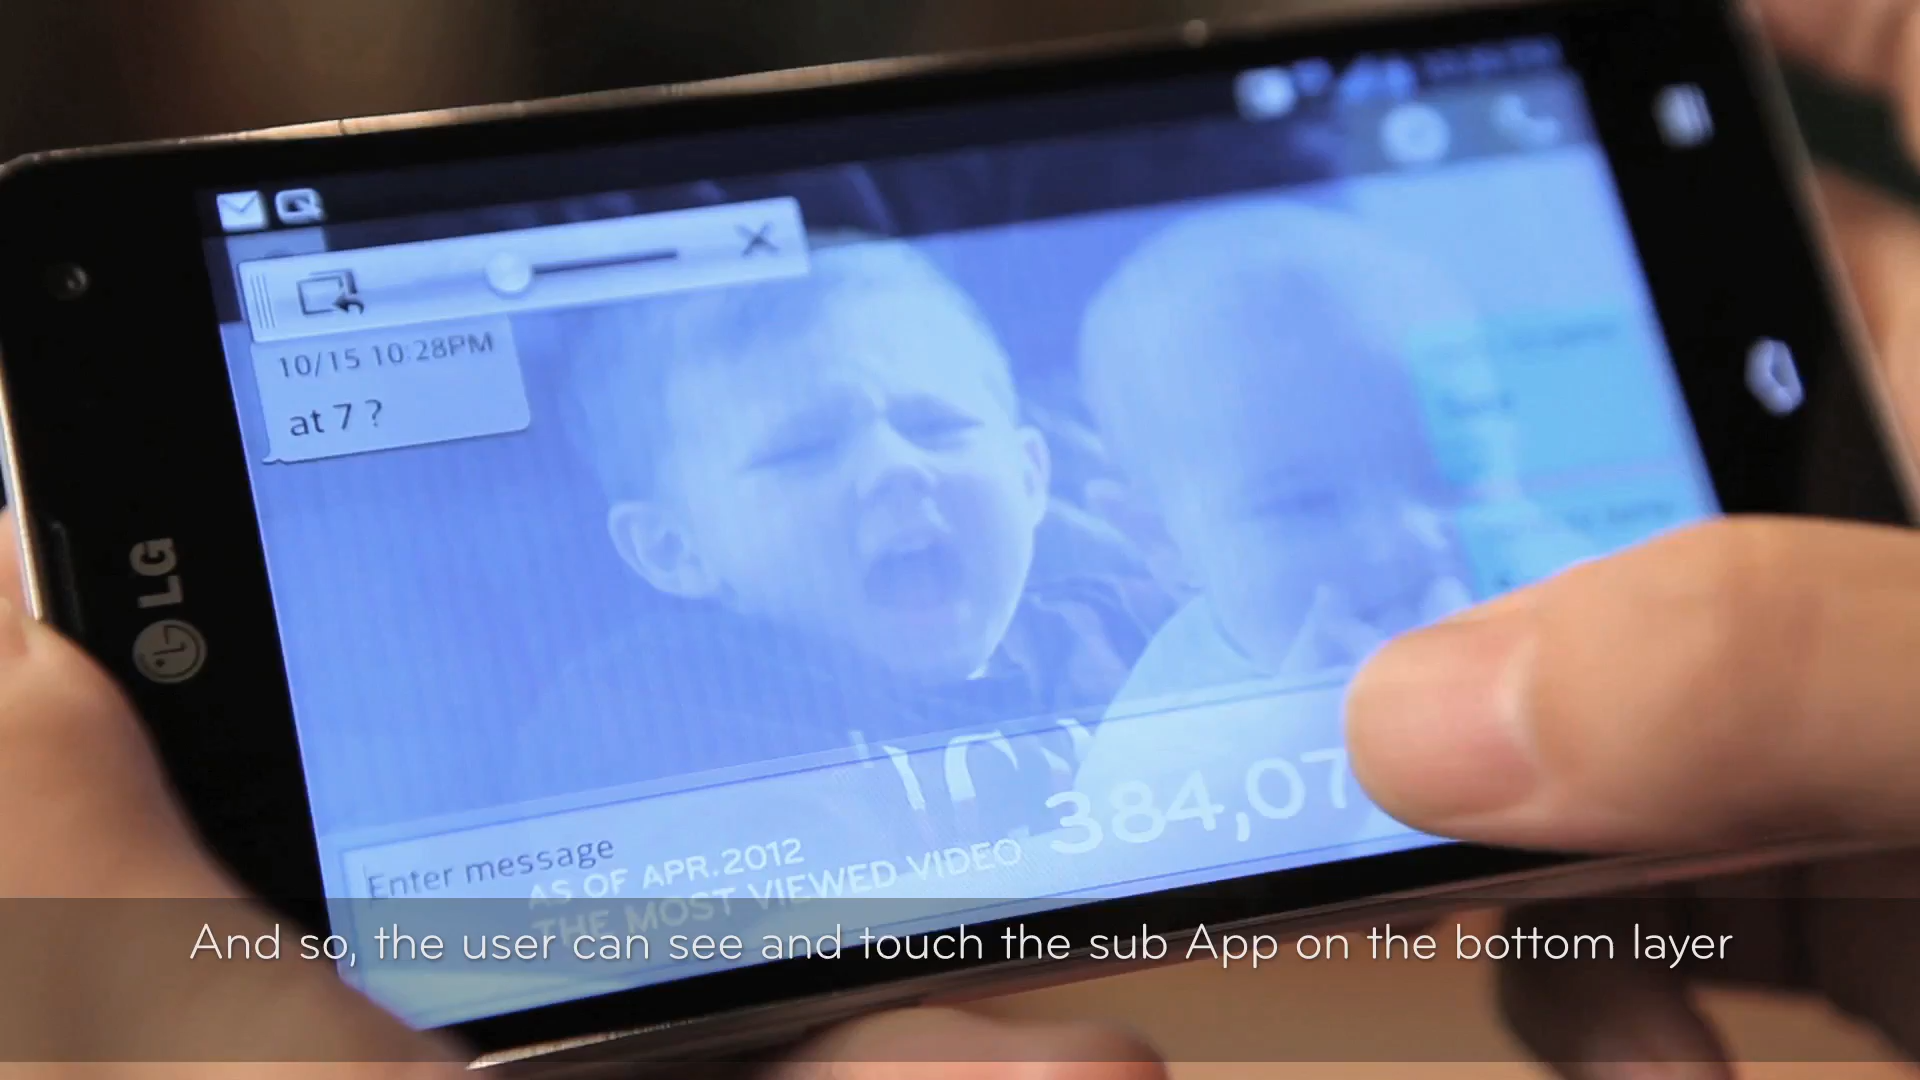 10/15 10:28PM
at 7 ?
LG
384,07
Enter message
AS OF APR.2012
THE MOST VIEWED VIDEO
And so, the user can see and touch the sub App on the bottom layer